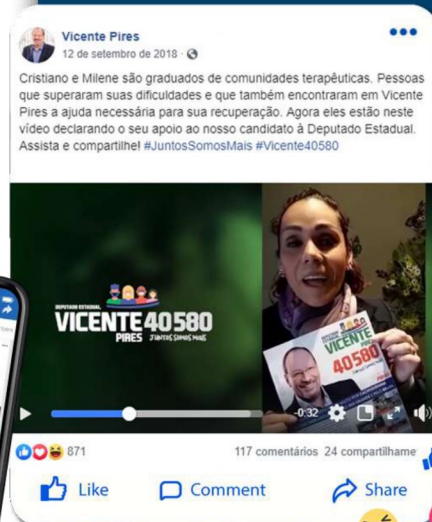 Vicente Pires
12 de setembro de 2018 ·
Cristiano e Milene são graduados de comunidades terapêuticas. Pessoas
que superaram suas dificuldades e que também encontraram em Vicente
Pires a ajuda necessária para sua recuperação. Agora eles estão neste
vídeo declarando o seu apoio ao nosso candidato à Deputado Estadual.
Assista e compartilhe! #JuntosSomosMais #Vicente40580
DEPUTADO ESTADUAL
VICENTE 40580
PIRES JUNTOS SOMOS MAIS
VICENTE
PIRES
40580
-0:32
871
117 comentários 24 compartilhame
Like Comment Share